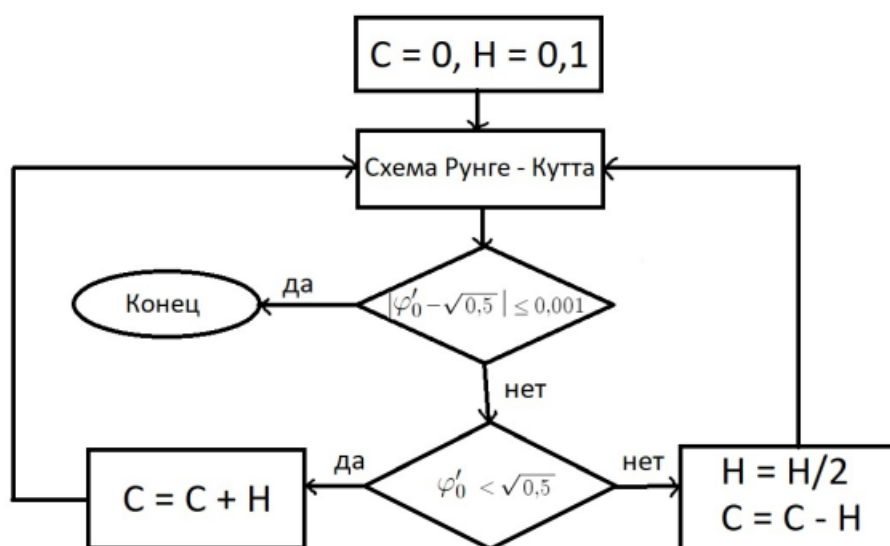 C = 0, H = 0,1
Схема Рунге - Кутта
|φ′₀ − √0,5| ≤ 0,001
да
Конец
нет
φ′₀ < √0,5
да
C = C + H
нет
H = H/2
C = C - H